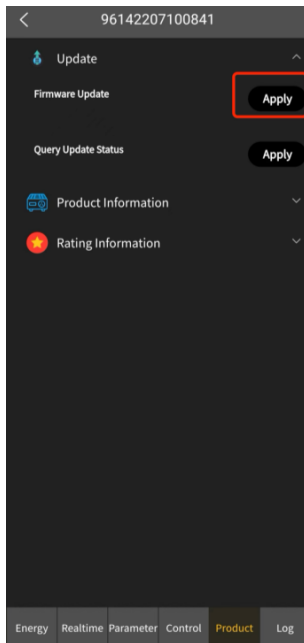 96142207100841
Update
Firmware Update
Apply
Query Update Status
Apply
Product Information
Rating Information
Energy Realtime Parameter Control Product Log